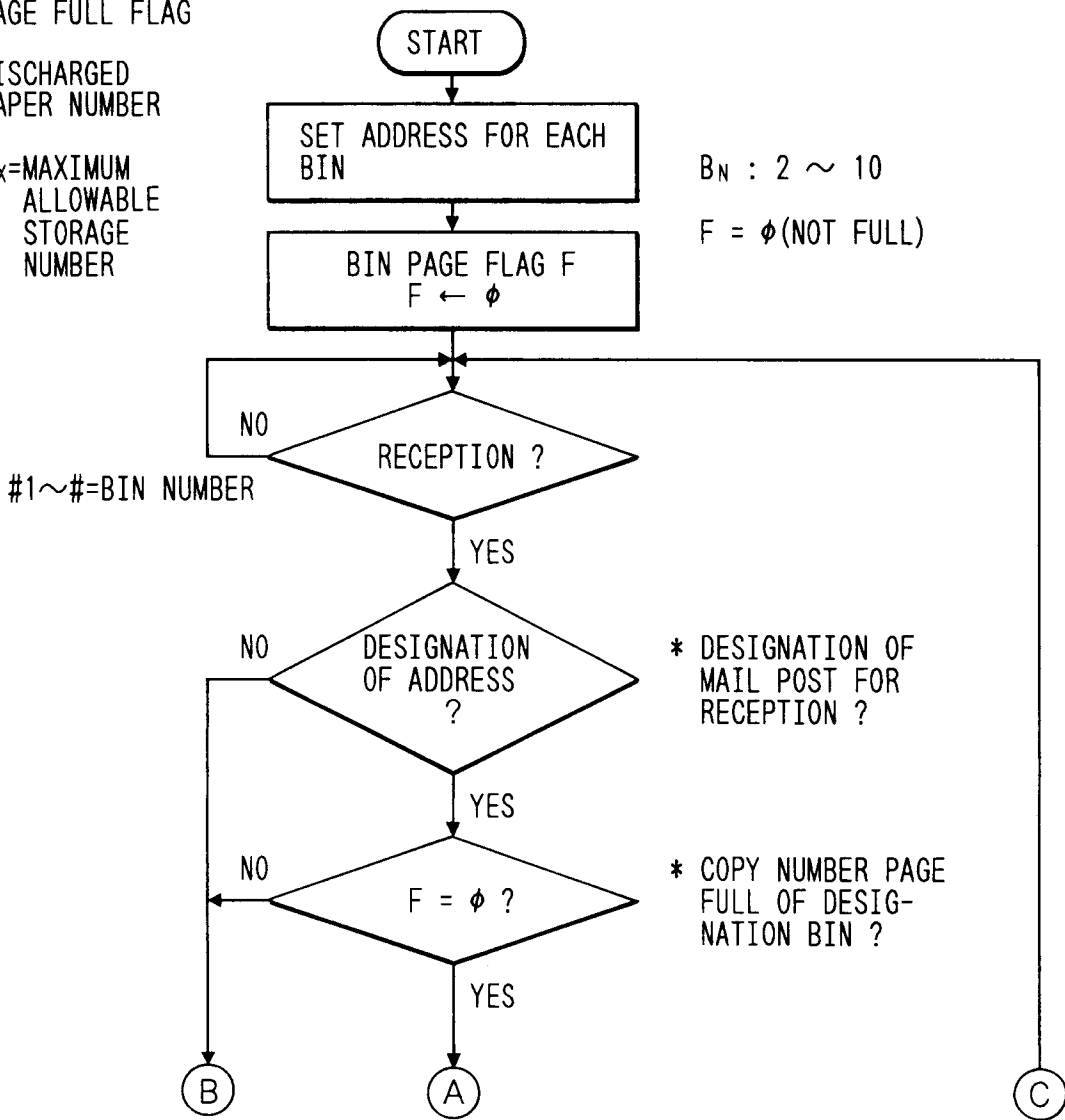 AGE FULL FLAG
ISCHARGED
APER NUMBER
x=MAXIMUM
ALLOWABLE
STORAGE
NUMBER
START
SET ADDRESS FOR EACH
BIN
BN : 2 ~ 10
F = ϕ(NOT FULL)
BIN PAGE FLAG F
F ← ϕ
NO
RECEPTION ?
#1~#=BIN NUMBER
YES
NO
DESIGNATION
OF ADDRESS
?
* DESIGNATION OF
MAIL POST FOR
RECEPTION ?
YES
NO
F = ϕ ?
* COPY NUMBER PAGE
FULL OF DESIG-
NATION BIN ?
YES
B
A
C